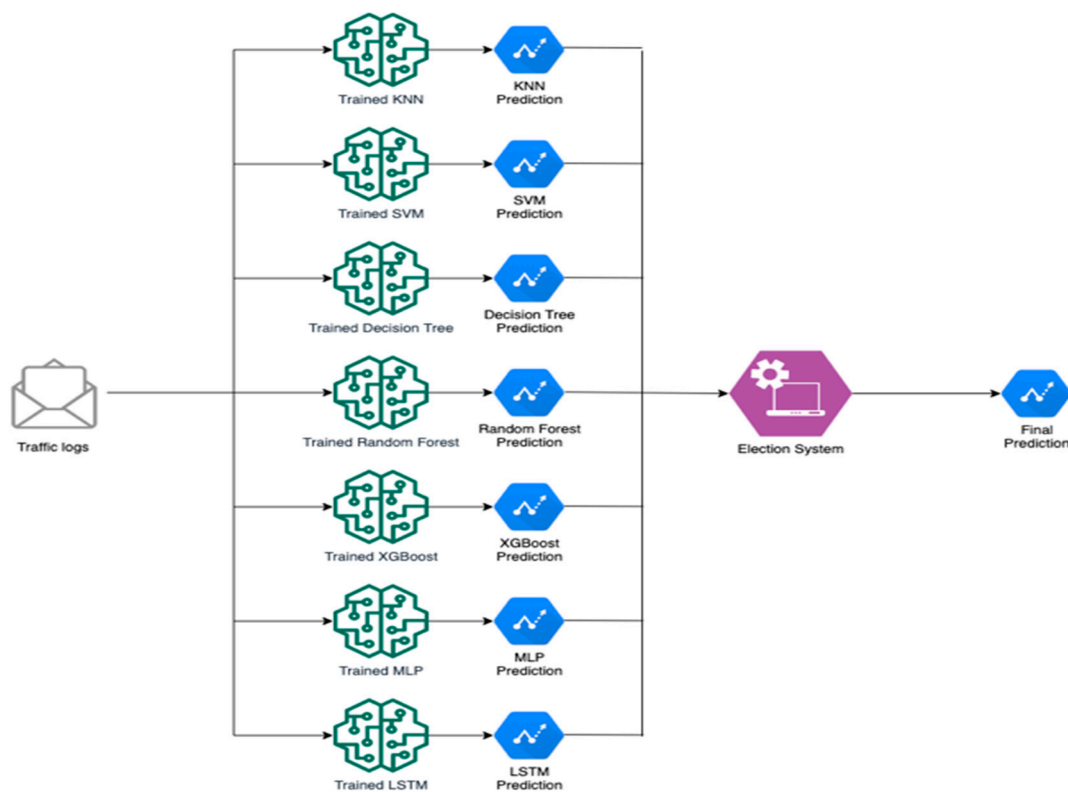 Trained KNN
KNN
Prediction
Trained SVM
SVM
Prediction
Trained Decision Tree
Decision Tree
Prediction
Traffic logs
Trained Random Forest
Random Forest
Prediction
Election System
Final
Prediction
Trained XGBoost
XGBoost
Prediction
Trained MLP
MLP
Prediction
Trained LSTM
LSTM
Prediction